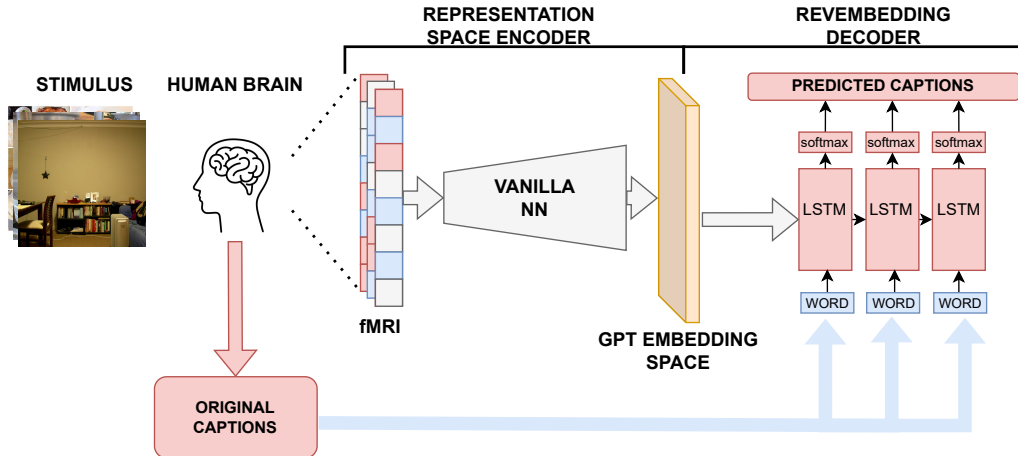 REPRESENTATION
SPACE ENCODER
REVEMBEDDING
DECODER
STIMULUS
HUMAN BRAIN
PREDICTED CAPTIONS
softmax
softmax
softmax
VANILLA
NN
LSTM
LSTM
LSTM
WORD
WORD
WORD
fMRI
GPT EMBEDDING
SPACE
ORIGINAL
CAPTIONS